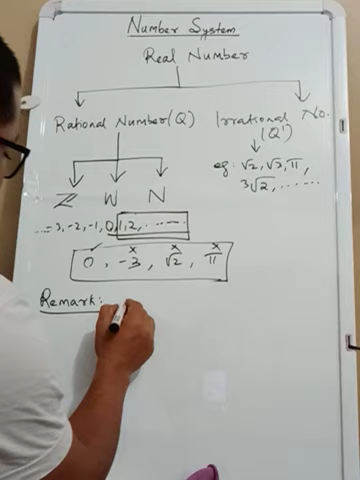 Number System
Real Number
Rational Number (Q) Irrational No.
(Q')
eg: √2, √3, π,
Z W N
3√2, ......
...-3, -2, -1, 0, 1, 2, ......
0, -3, √2, π
Remark: